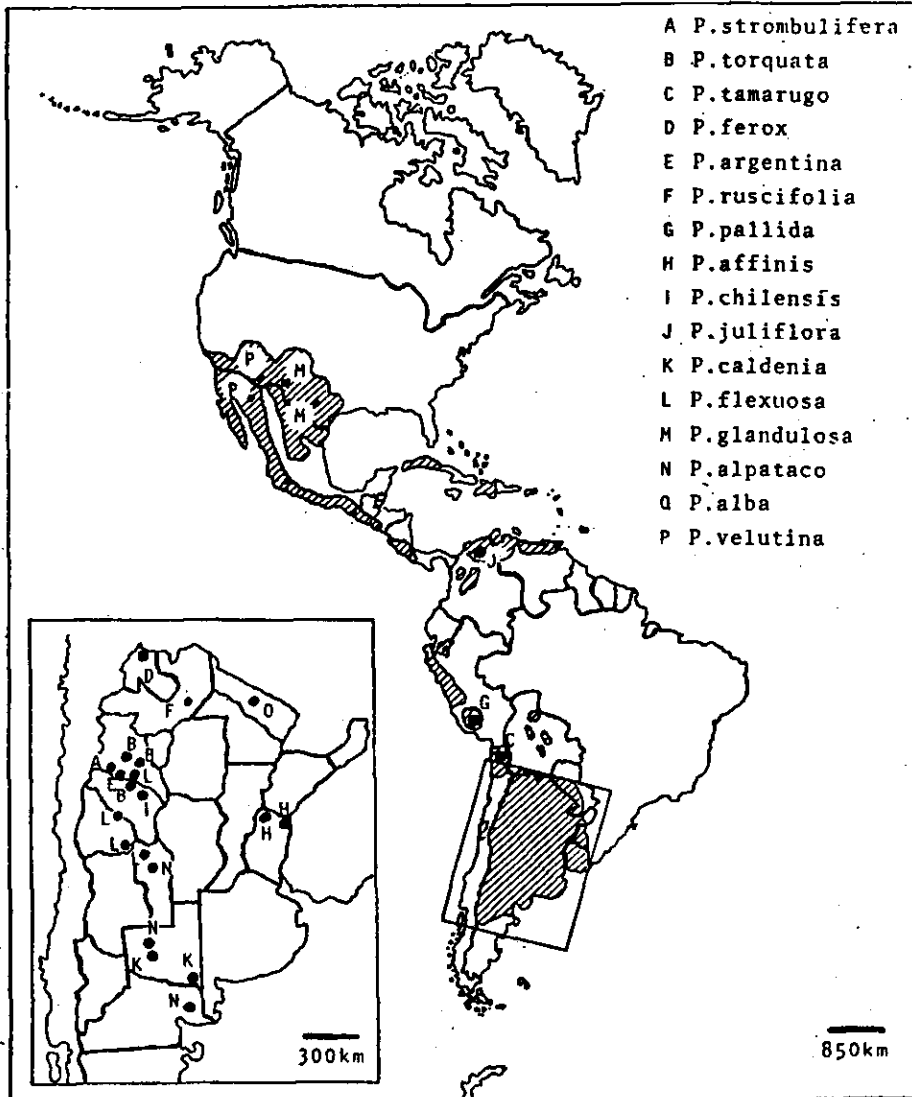 A P.strombulifera
B P.torquata
C P.tamarugo
D P.ferox
E P.argentina
F P.ruscifolia
G P.pallida
H P.affinis
I P.chilensis
J P.juliflora
K P.caldenia
L P.flexuosa
M P.glandulosa
N P.alpataco
O P.alba
P P.velutina
P
M
P
M
J
G
C
D
F
O
B
B
A
L
E
B
I
L
H
H
L
N
N
K
K
N
300km
850km